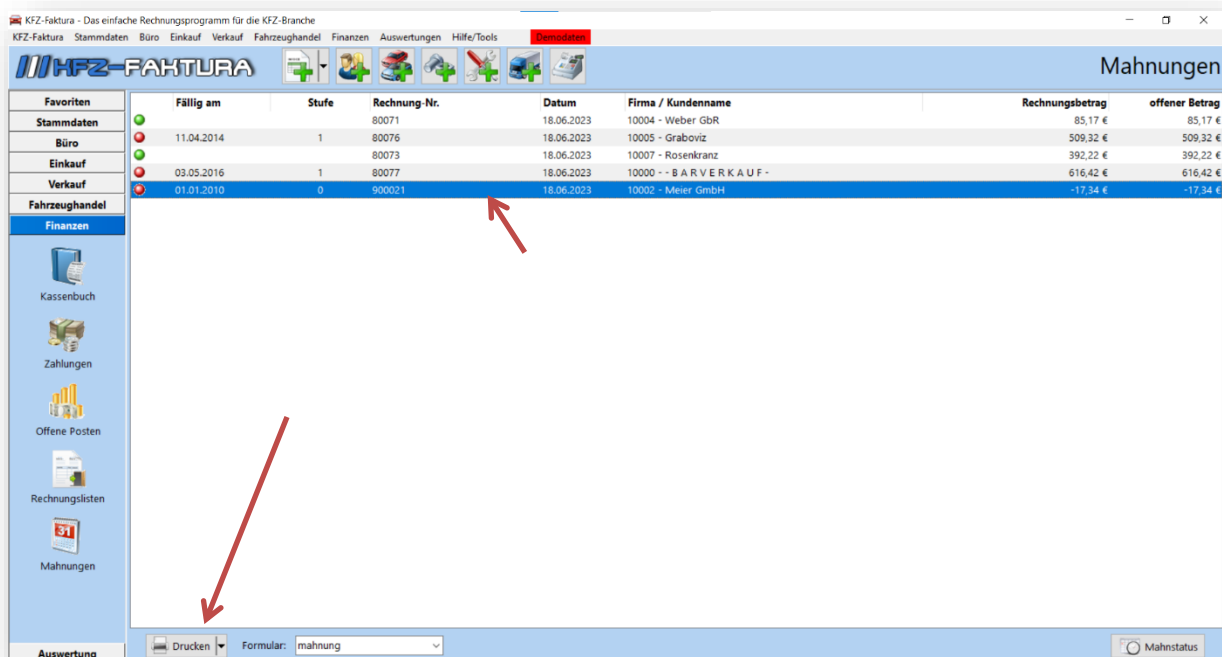 KFZ-Faktura - Das einfache Rechnungsprogramm für die KFZ-Branche
KFZ-Faktura Stammdaten Büro Einkauf Verkauf Fahrzeughandel Finanzen Auswertungen Hilfe/Tools Demodaten
KFZ-FAKTURA Mahnungen
Favoriten
Stammdaten
Büro
Einkauf
Verkauf
Fahrzeughandel
Finanzen
Kassenbuch
Zahlungen
Offene Posten
Rechnungslisten
31
Mahnungen
Auswertung
Fällig am Stufe Rechnung-Nr. Datum Firma / Kundenname Rechnungsbetrag offener Betrag
80071 18.06.2023 10004 - Weber GbR 85,17 € 85,17 €
11.04.2014 1 80076 18.06.2023 10005 - Graboviz 509,32 € 509,32 €
80073 18.06.2023 10007 - Rosenkranz 392,22 € 392,22 €
03.05.2016 1 80077 18.06.2023 10000 - - B A R V E R K A U F - 616,42 € 616,42 €
01.01.2010 0 900021 18.06.2023 10002 - Meier GmbH -17,34 € -17,34 €
Drucken Formular: mahnung Mahnstatus